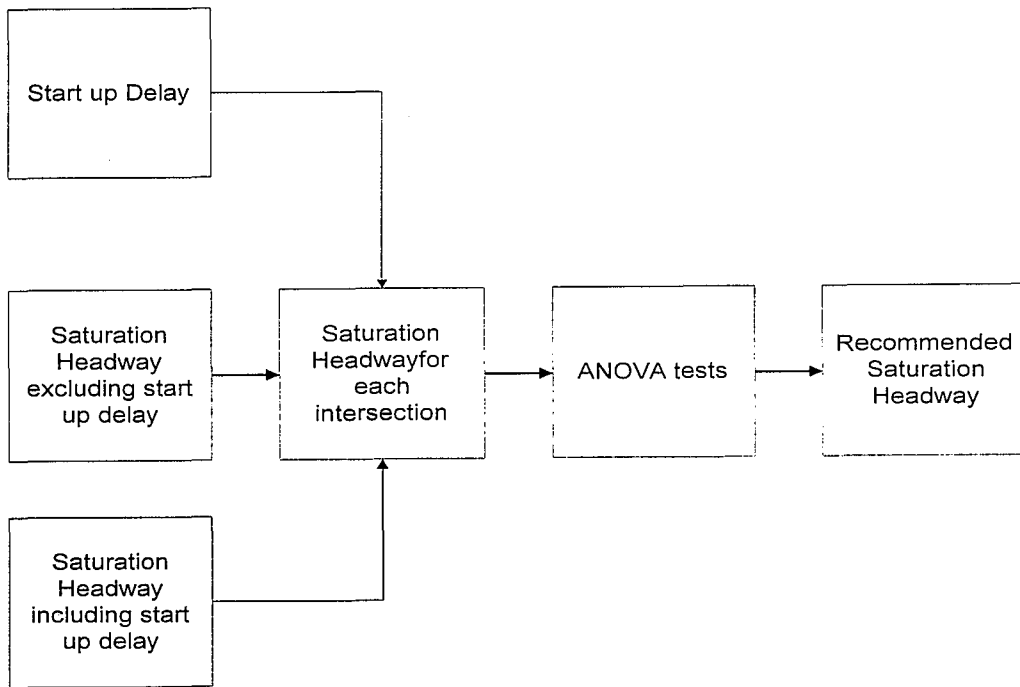 Start up Delay
Saturation
Headway
excluding start
up delay
Saturation
Headwayfor
each
intersection
ANOVA tests
Recommended
Saturation
Headway
Saturation
Headway
including start
up delay